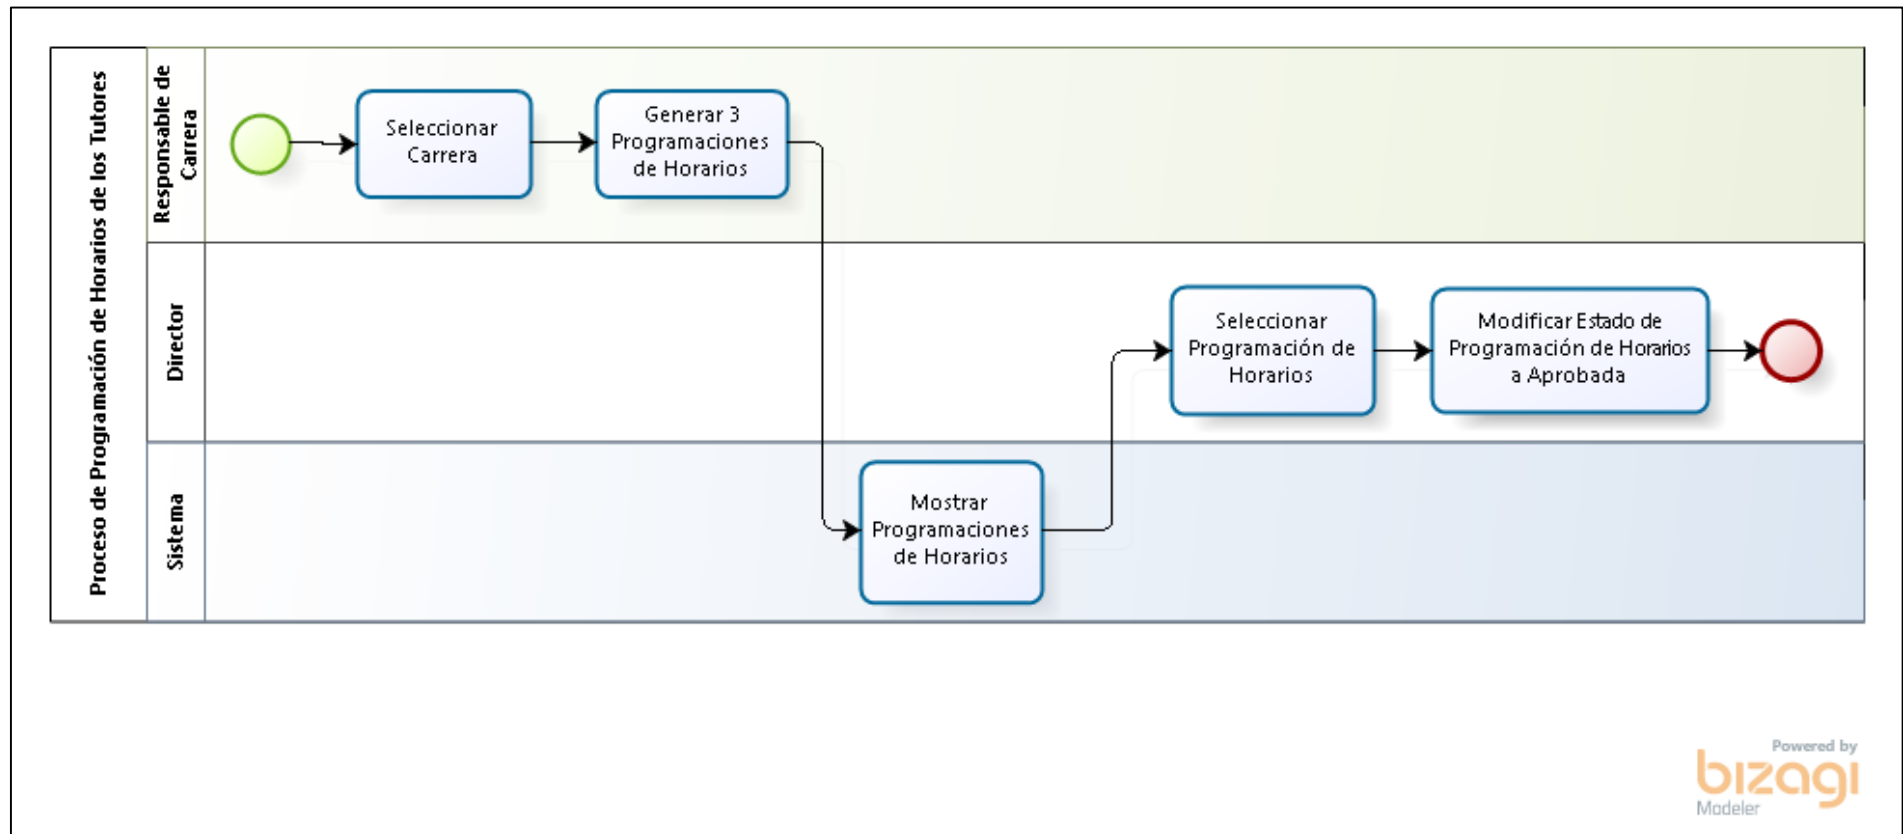 Proceso de Programación de Horarios de los Tutores
Responsable de
Carrera
Seleccionar
Carrera
Generar 3
Programaciones
de Horarios
Director
Seleccionar
Programación de
Horarios
Modificar Estado de
Programación de Horarios
a Aprobada
Sistema
Mostrar
Programaciones
de Horarios
Powered by
bizagi
Modeler